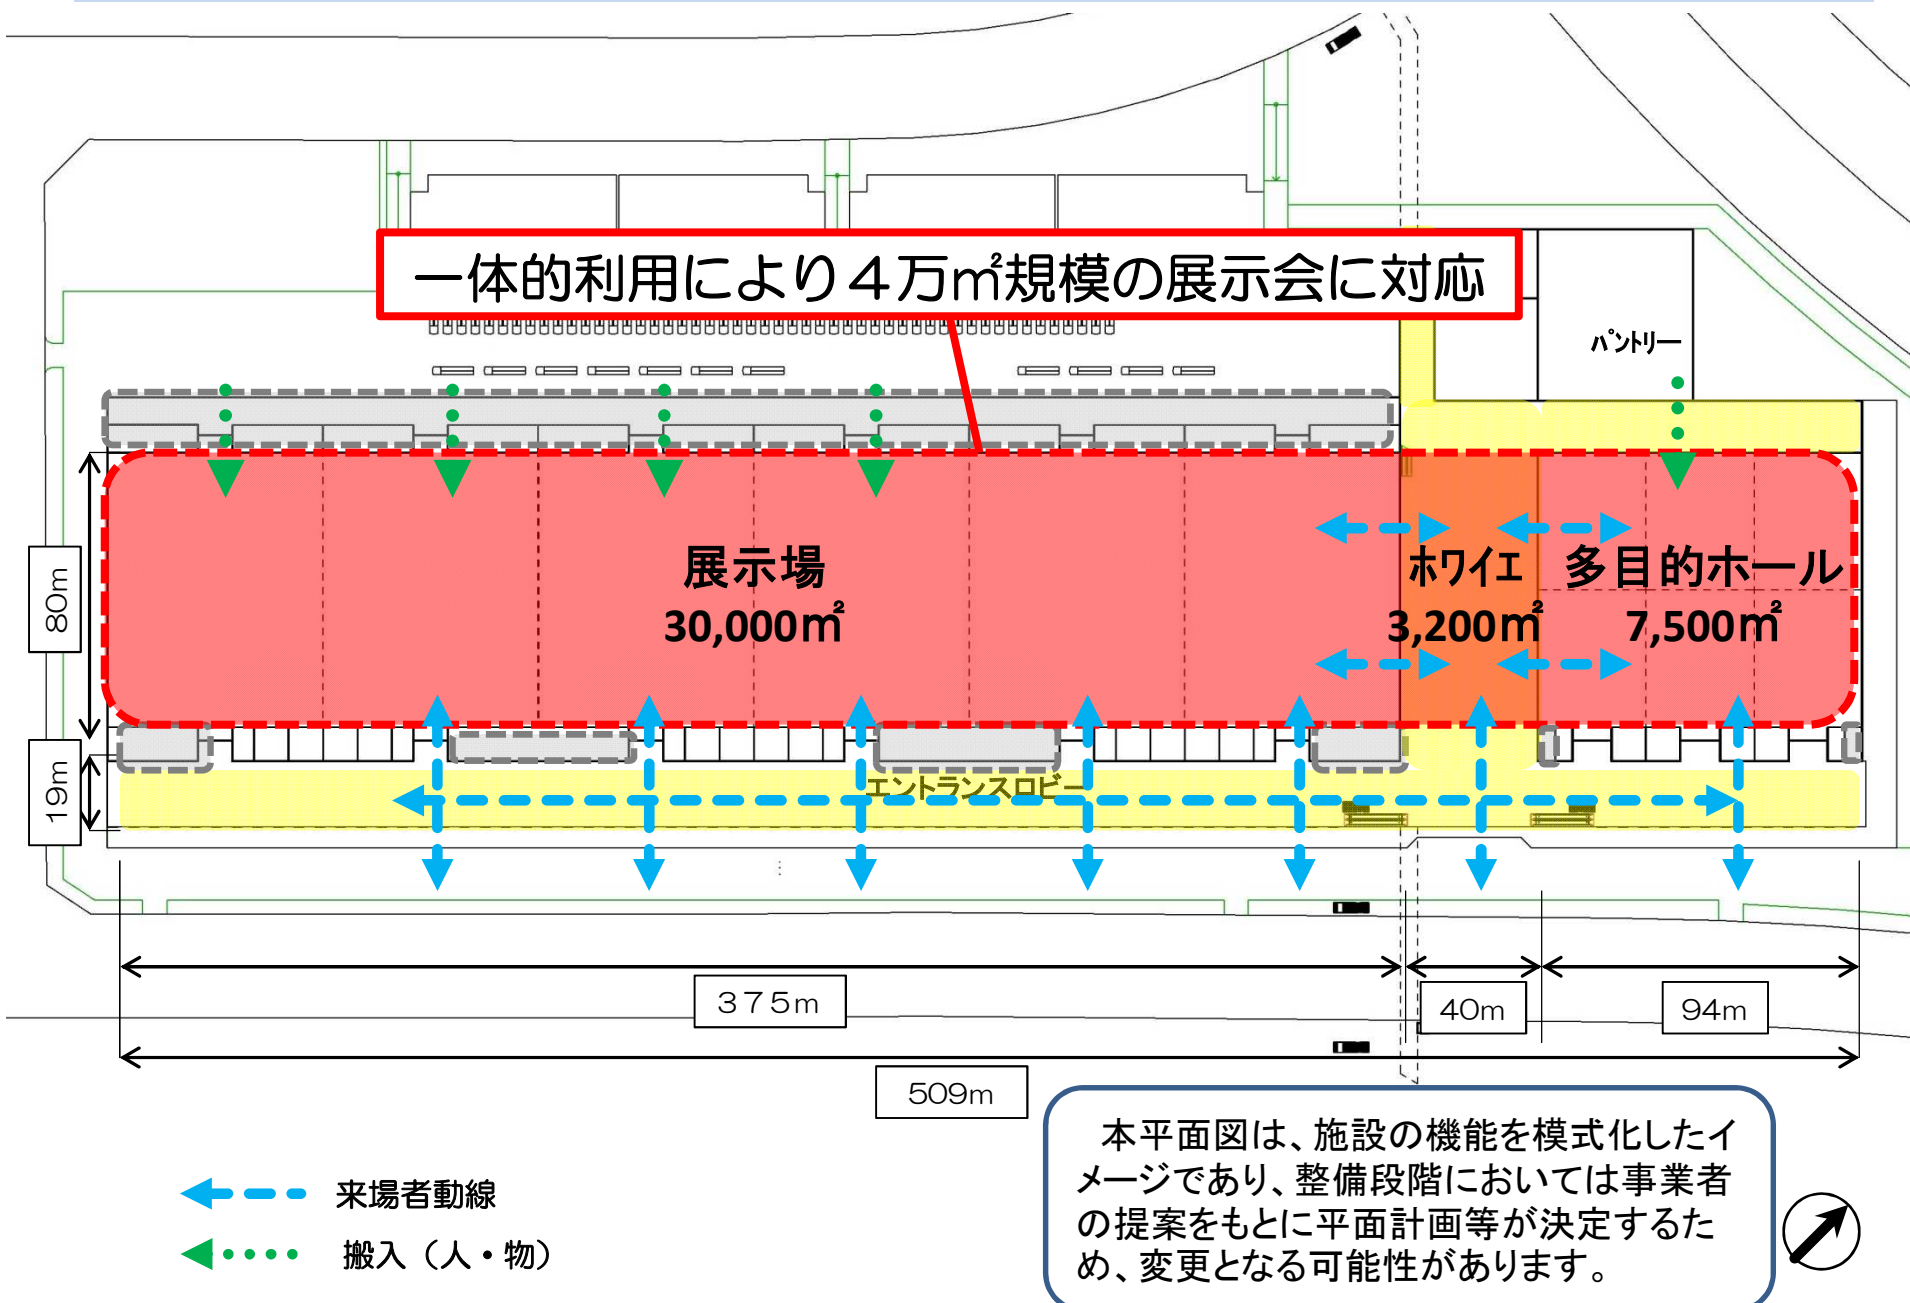 一体的利用により４万㎡規模の展示会に対応
パントリー
展示場
30,000㎡
ホワイエ
3,200㎡
多目的ホール
7,500㎡
80m
19m
エントランスロビー
３７５m
40m
94m
509m
来場者動線
搬入（人・物）
本平面図は、施設の機能を模式化したイ
メージであり、整備段階においては事業者
の提案をもとに平面計画等が決定するた
め、変更となる可能性があります。